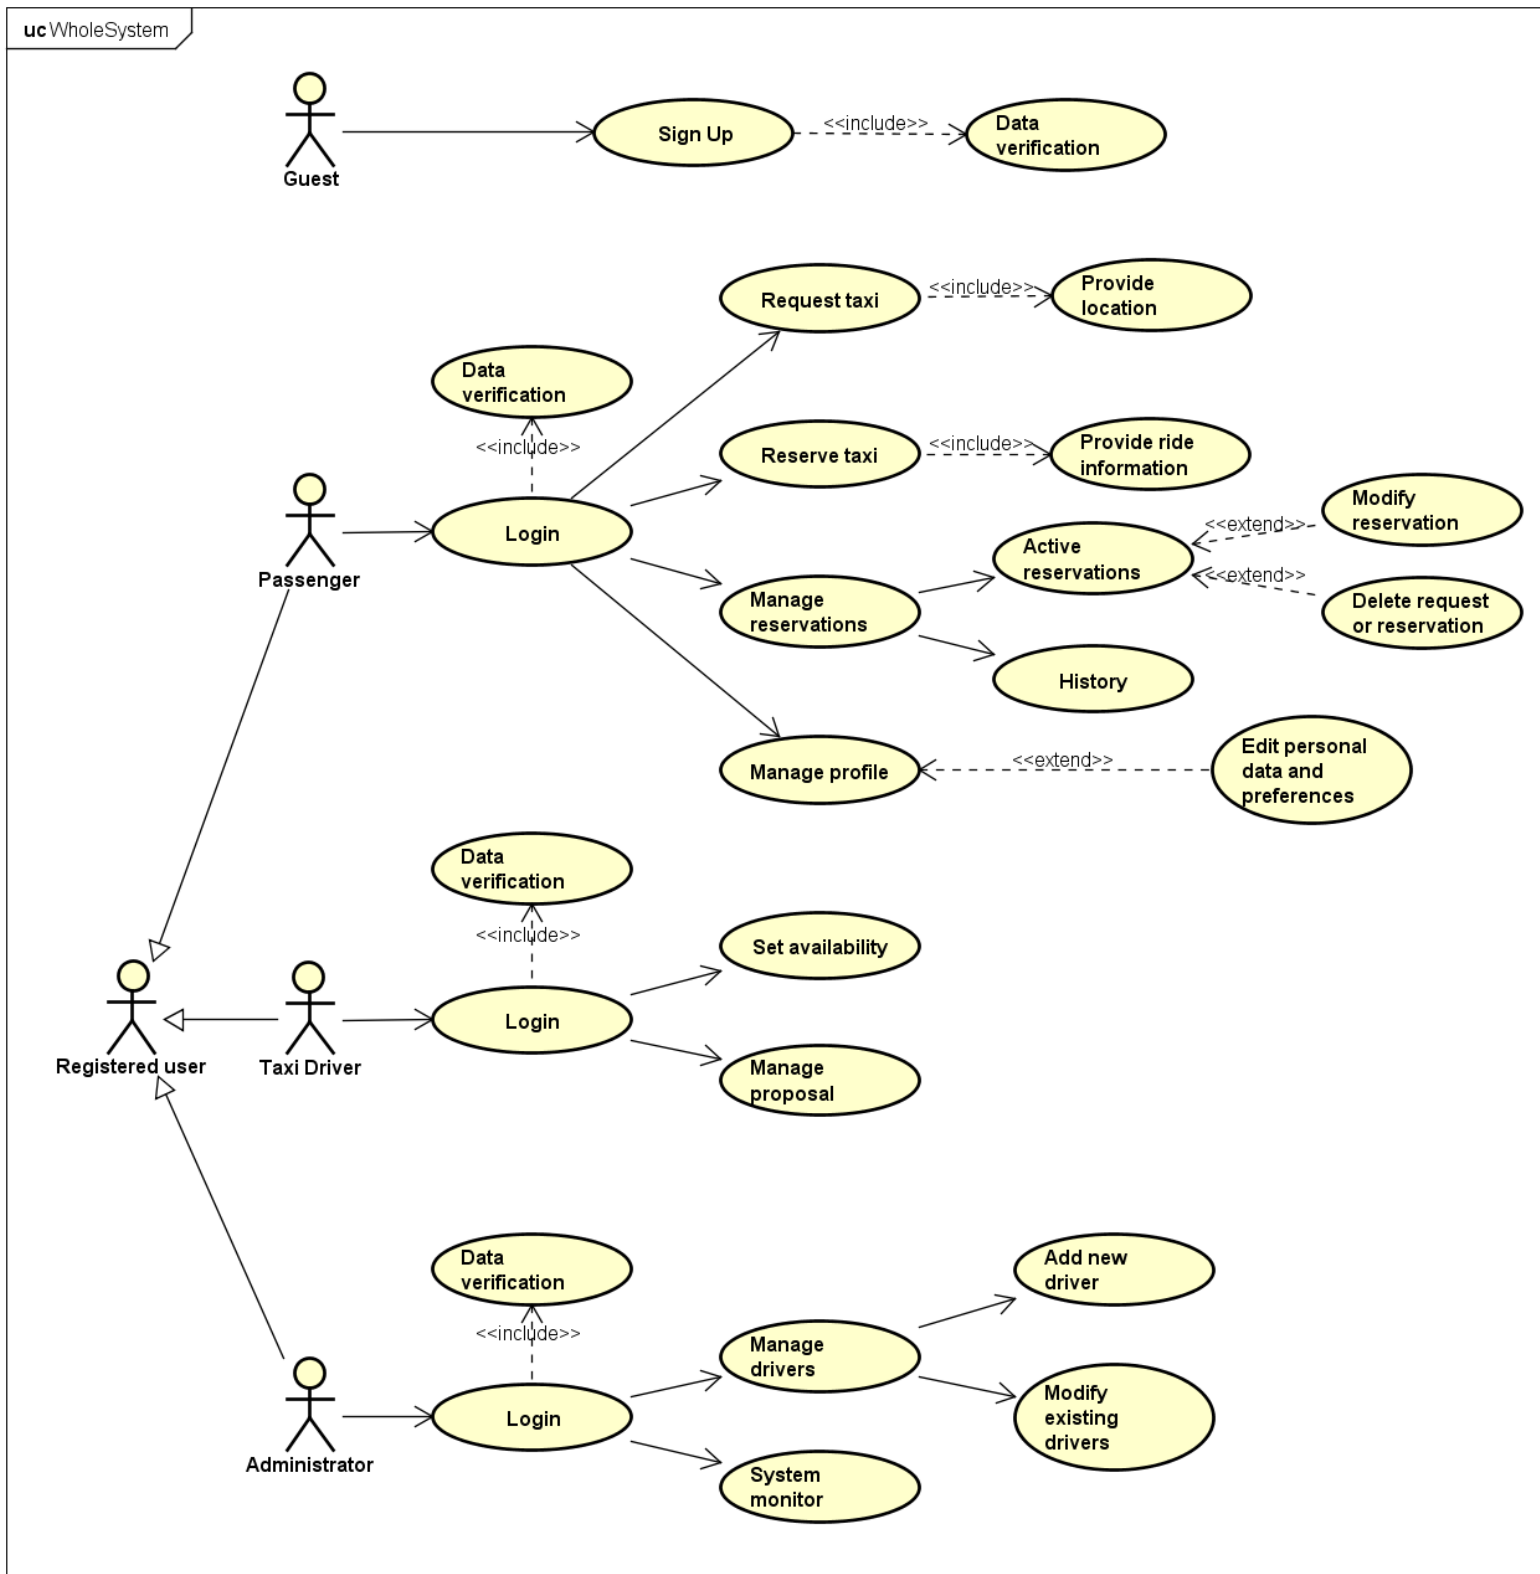 uc WholeSystem
Guest
Sign Up
<<include>>
Data
verification
Request taxi
<<include>>
Provide
location
Data
verification
<<include>>
Reserve taxi
<<include>>
Provide ride
information
Passenger
Login
Manage
reservations
Active
reservations
<<extend>>
Modify
reservation
<<extend>>
Delete request
or reservation
History
Manage profile
<<extend>>
Edit personal
data and
preferences
Data
verification
<<include>>
Registered user
Taxi Driver
Login
Set availability
Manage
proposal
Data
verification
<<include>>
Administrator
Login
Manage
drivers
Add new
driver
Modify
existing
drivers
System
monitor